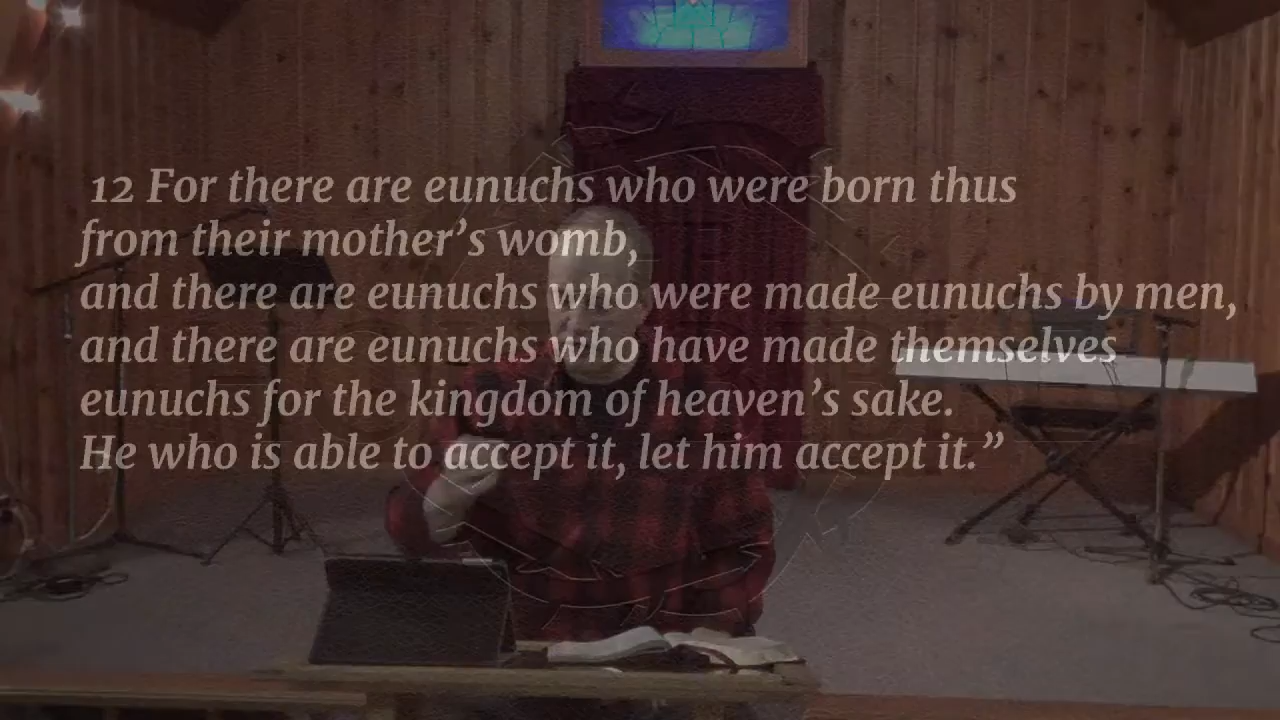 12 For there are eunuchs who were born thus
from their mother’s womb,
and there are eunuchs who were made eunuchs by men,
and there are eunuchs who have made themselves
eunuchs for the kingdom of heaven’s sake.
He who is able to accept it, let him accept it.”